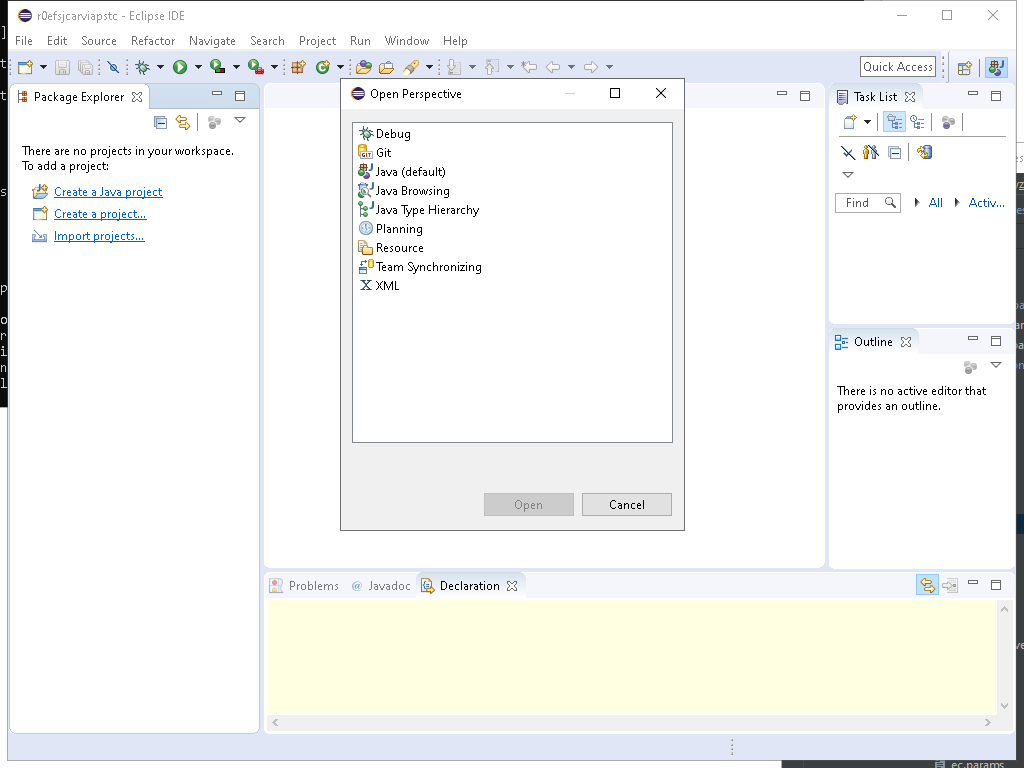 r0efsjcarviapstc - Eclipse IDE
File Edit Source Refactor Navigate Search Project Run Window Help
Quick Access
Package Explorer
There are no projects in your workspace.
To add a project:
Create a Java project
Create a project...
Import projects...
Open Perspective
Debug
GIT Git
Java (default)
Java Browsing
Java Type Hierarchy
Planning
Resource
Team Synchronizing
X XML
Open Cancel
Task List
Find All Activ...
Outline
There is no active editor that
provides an outline.
Problems @ Javadoc Declaration
ec.params